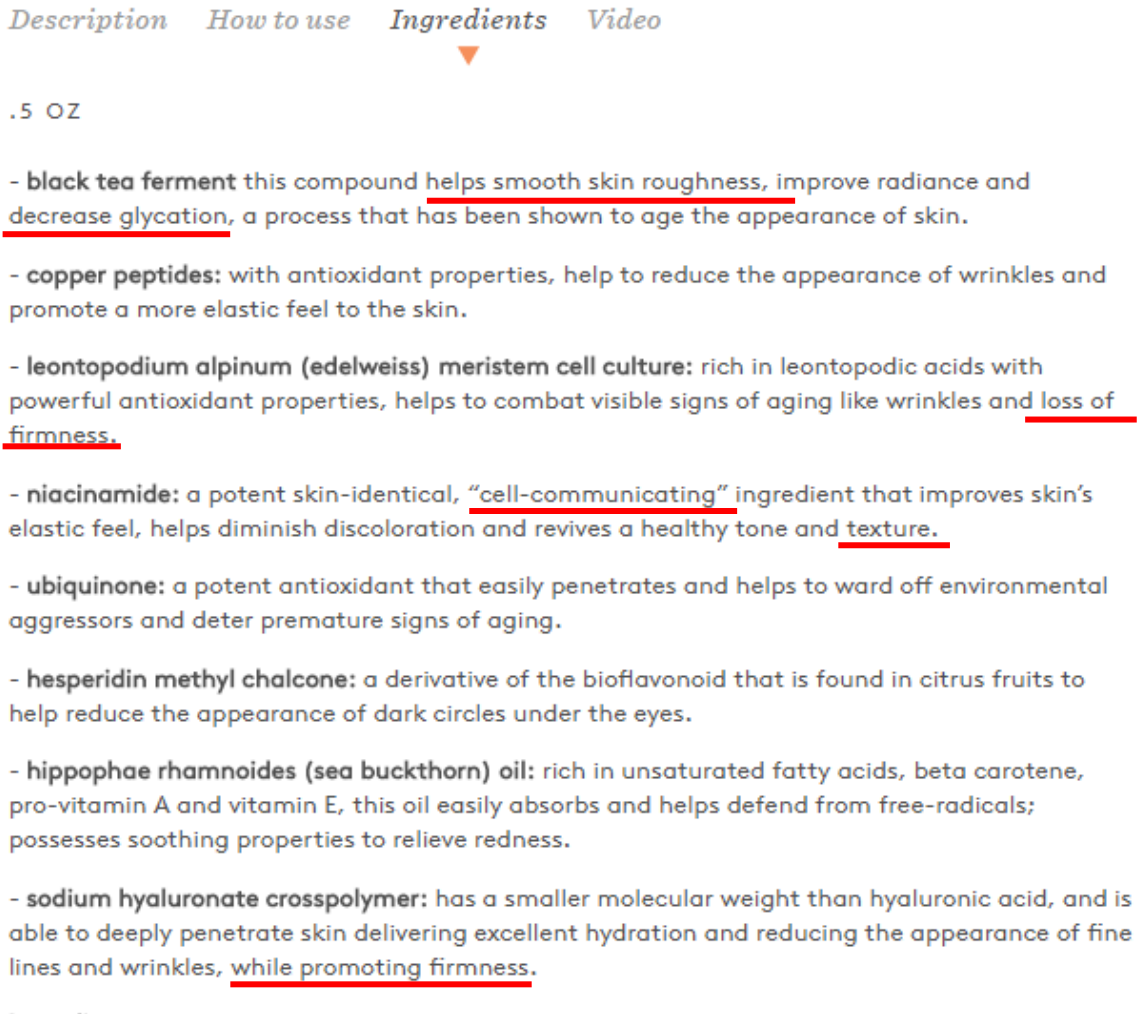 Description How to use Ingredients Video
.5 OZ
- black tea ferment this compound helps smooth skin roughness, improve radiance and
decrease glycation, a process that has been shown to age the appearance of skin.
- copper peptides: with antioxidant properties, help to reduce the appearance of wrinkles and
promote a more elastic feel to the skin.
- leontopodium alpinum (edelweiss) meristem cell culture: rich in leontopodic acids with
powerful antioxidant properties, helps to combat visible signs of aging like wrinkles and loss of
firmness.
- niacinamide: a potent skin-identical, “cell-communicating” ingredient that improves skin’s
elastic feel, helps diminish discoloration and revives a healthy tone and texture.
- ubiquinone: a potent antioxidant that easily penetrates and helps to ward off environmental
aggressors and deter premature signs of aging.
- hesperidin methyl chalcone: a derivative of the bioflavonoid that is found in citrus fruits to
help reduce the appearance of dark circles under the eyes.
- hippophae rhamnoides (sea buckthorn) oil: rich in unsaturated fatty acids, beta carotene,
pro-vitamin A and vitamin E, this oil easily absorbs and helps defend from free-radicals;
possesses soothing properties to relieve redness.
- sodium hyaluronate crosspolymer: has a smaller molecular weight than hyaluronic acid, and is
able to deeply penetrate skin delivering excellent hydration and reducing the appearance of fine
lines and wrinkles, while promoting firmness.